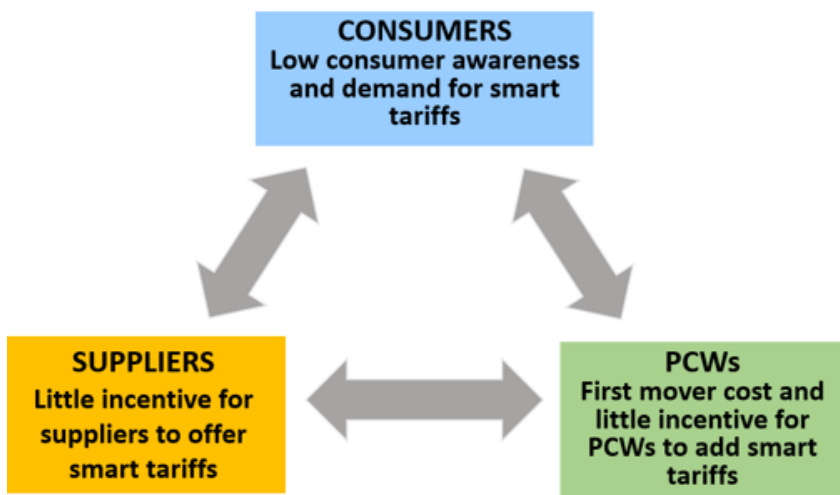 CONSUMERS
Low consumer awareness
and demand for smart
tariffs
SUPPLIERS
Little incentive for
suppliers to offer
smart tariffs
PCWs
First mover cost and
little incentive for
PCWs to add smart
tariffs